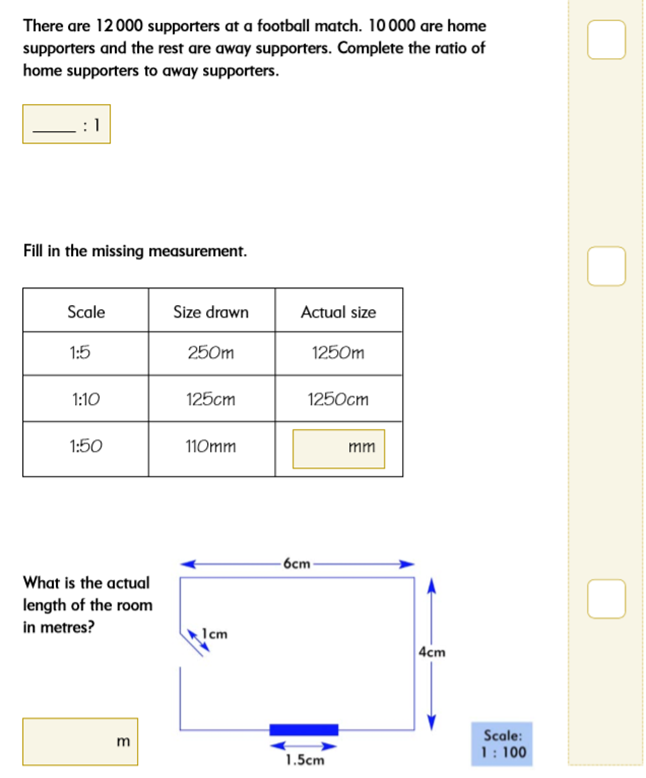 There are 12 000 supporters at a football match. 10 000 are home
supporters and the rest are away supporters. Complete the ratio of
home supporters to away supporters.
____ : 1
Fill in the missing measurement.
Scale Size drawn Actual size
1:5 250m 1250m
1:10 125cm 1250cm
1:50 110mm mm
6cm
What is the actual
length of the room
in metres?
1cm
4cm
m
1.5cm
Scale:
1 : 100